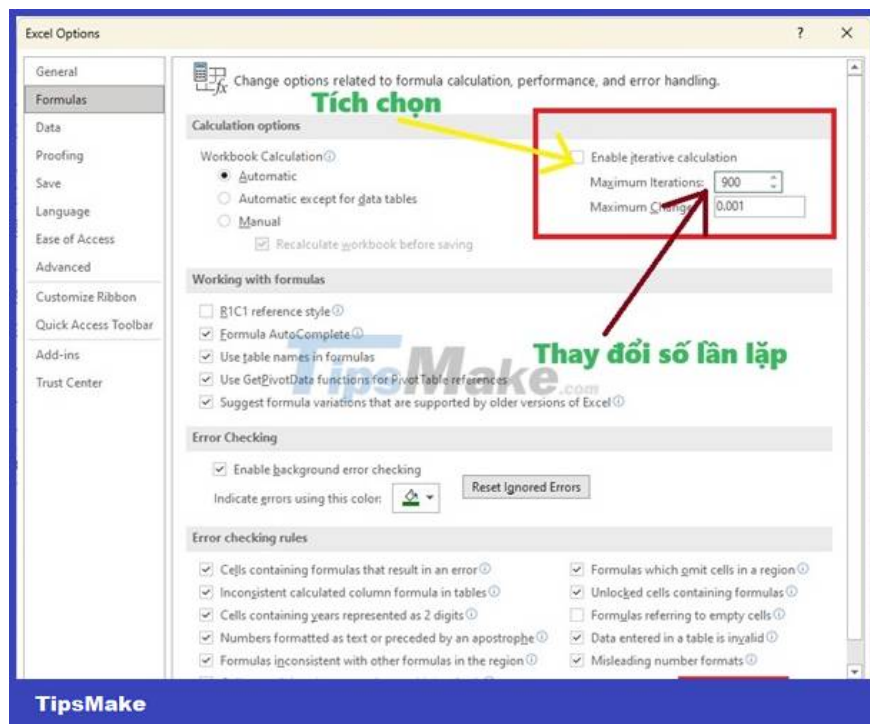 Excel Options
General
Formulas
Data
Proofing
Save
Language
Ease of Access
Advanced
Customize Ribbon
Quick Access Toolbar
Add-ins
Trust Center
Change options related to formula calculation, performance, and error handling.
Tích chọn
Calculation options
Workbook Calculation
Automatic
Automatic except for data tables
Manual
Recalculate workbook before saving
Enable iterative calculation
Maximum Iterations: 900
Maximum Change: 0.001
Thay đổi số lần lặp
Working with formulas
R1C1 reference style
Formula AutoComplete
Use table names in formulas
Use GetPivotData functions for PivotTable references
Suggest formula variations that are supported by older versions of Excel
TipsMake.com
Error Checking
Enable background error checking
Indicate errors using this color:
Reset Ignored Errors
Error checking rules
Cells containing formulas that result in an error
Inconsistent calculated column formula in tables
Cells containing years represented as 2 digits
Numbers formatted as text or preceded by an apostrophe
Formulas inconsistent with other formulas in the region
Formulas which omit cells in a region
Unlocked cells containing formulas
Formulas referring to empty cells
Data entered in a table is invalid
Misleading number formats
TipsMake